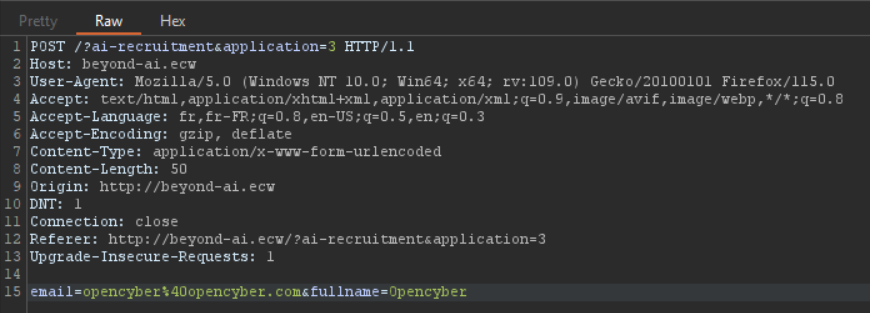 Pretty Raw Hex
1 POST /?ai-recruitment&application=3 HTTP/1.1
2 Host: beyond-ai.ecw
3 User-Agent: Mozilla/5.0 (Windows NT 10.0; Win64; x64; rv:109.0) Gecko/20100101 Firefox/115.0
4 Accept: text/html,application/xhtml+xml,application/xml;q=0.9,image/avif,image/webp,*/*;q=0.8
5 Accept-Language: fr,fr-FR;q=0.8,en-US;q=0.5,en;q=0.3
6 Accept-Encoding: gzip, deflate
7 Content-Type: application/x-www-form-urlencoded
8 Content-Length: 50
9 Origin: http://beyond-ai.ecw
10 DNT: 1
11 Connection: close
12 Referer: http://beyond-ai.ecw/?ai-recruitment&application=3
13 Upgrade-Insecure-Requests: 1
14
15 email=opencyber%40opencyber.com&fullname=Opencyber